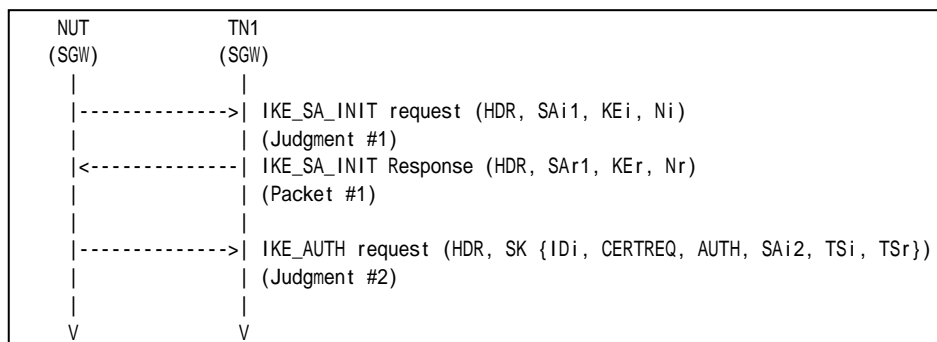 NUT TN1
(SGW) (SGW)
| |
|-------------->| IKE_SA_INIT request (HDR, SAi1, KEi, Ni)
| | (Judgment #1)
|<--------------| IKE_SA_INIT Response (HDR, SAr1, KEr, Nr)
| | (Packet #1)
| |
|-------------->| IKE_AUTH request (HDR, SK {IDi, CERTREQ, AUTH, SAi2, TSi, TSr})
| | (Judgment #2)
| |
V V